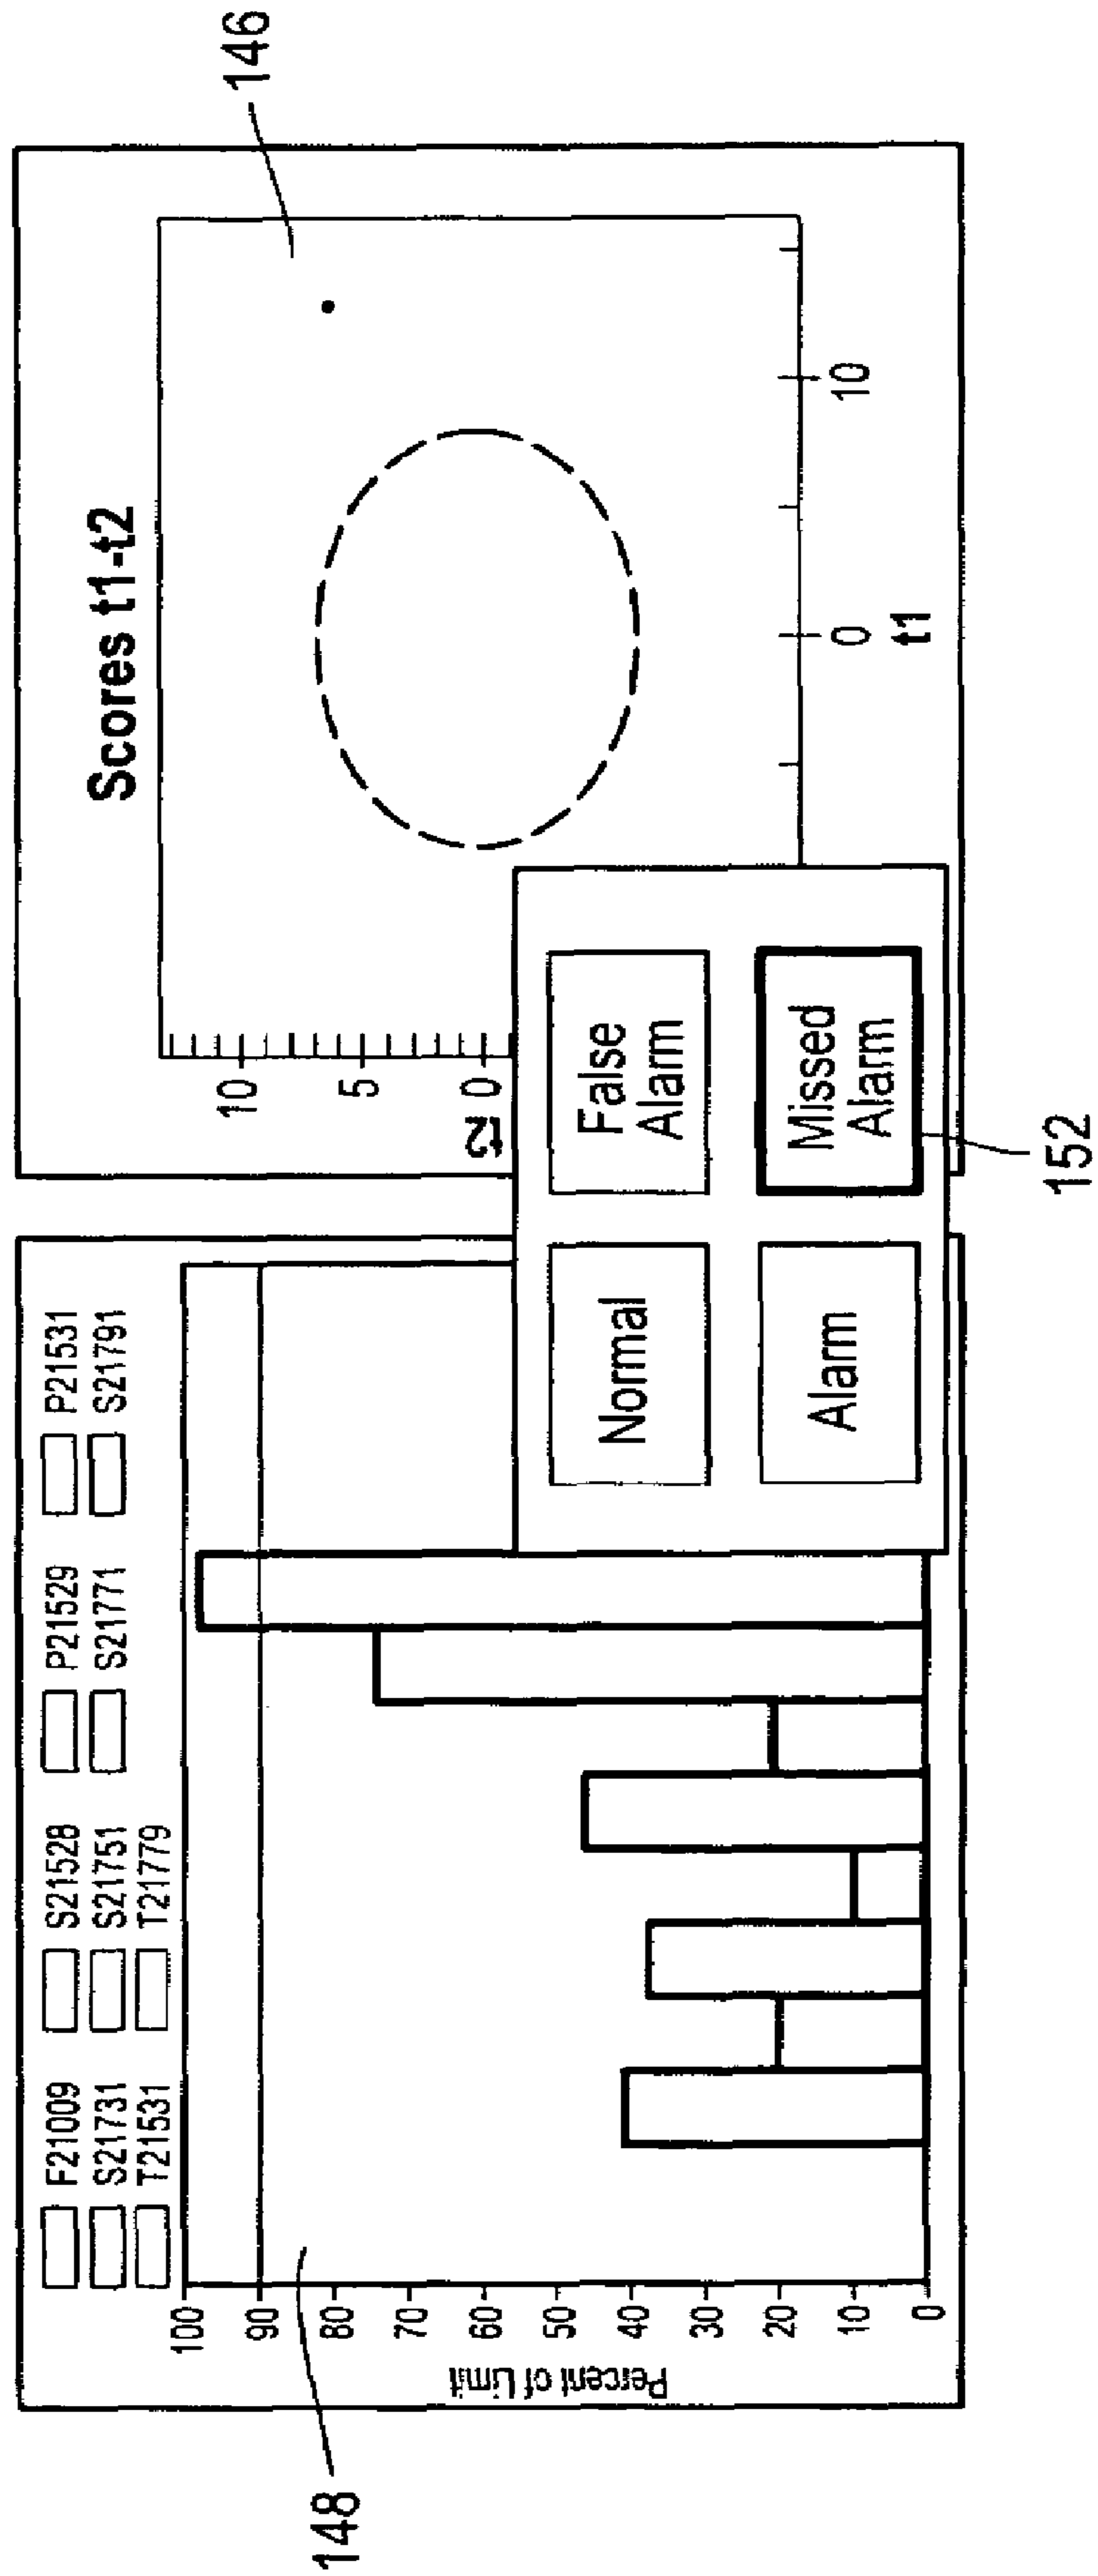 148
F21009 S21528 P21529 P21531
S21731 S21751 S21771 S21791
T21531 T21779
Percent of Limit
100
90
80
70
60
50
40
30
20
10
0
146
Scores t1-t2
t2
10
5
0
0
10
t1
Normal
False
Alarm
Alarm
Missed
Alarm
152